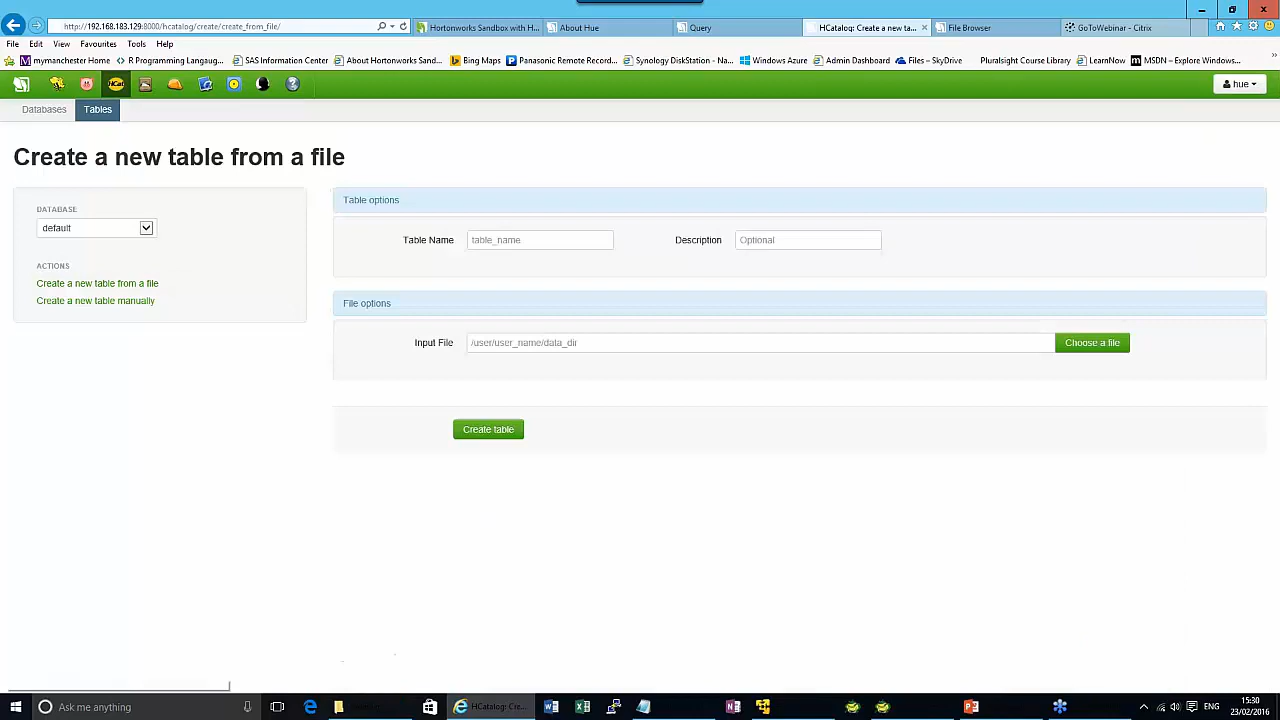 http://192.168.183.129:8000/hcatalog/create/create_from_file/
Hortonworks Sandbox with H...
About Hue
Query
HCatalog: Create a new ta...
File Browser
GoToWebinar - Citrix
File Edit View Favourites Tools Help
mymanchester Home
R Programming Langaug...
SAS Information Center
About Hortonworks Sand...
Bing Maps
Panasonic Remote Record...
Synology DiskStation - Na...
Windows Azure
Admin Dashboard
Files – SkyDrive
Pluralsight Course Library
LearnNow
MSDN – Explore Windows...
HCat
hue
Databases
Tables
Create a new table from a file
DATABASE
default
ACTIONS
Create a new table from a file
Create a new table manually
Table options
Table Name
table_name
Description
Optional
File options
Input File
/user/user_name/data_dir
Choose a file
Create table
Ask me anything
HCatalog: Cre...
ENG
15:30
23/02/2016